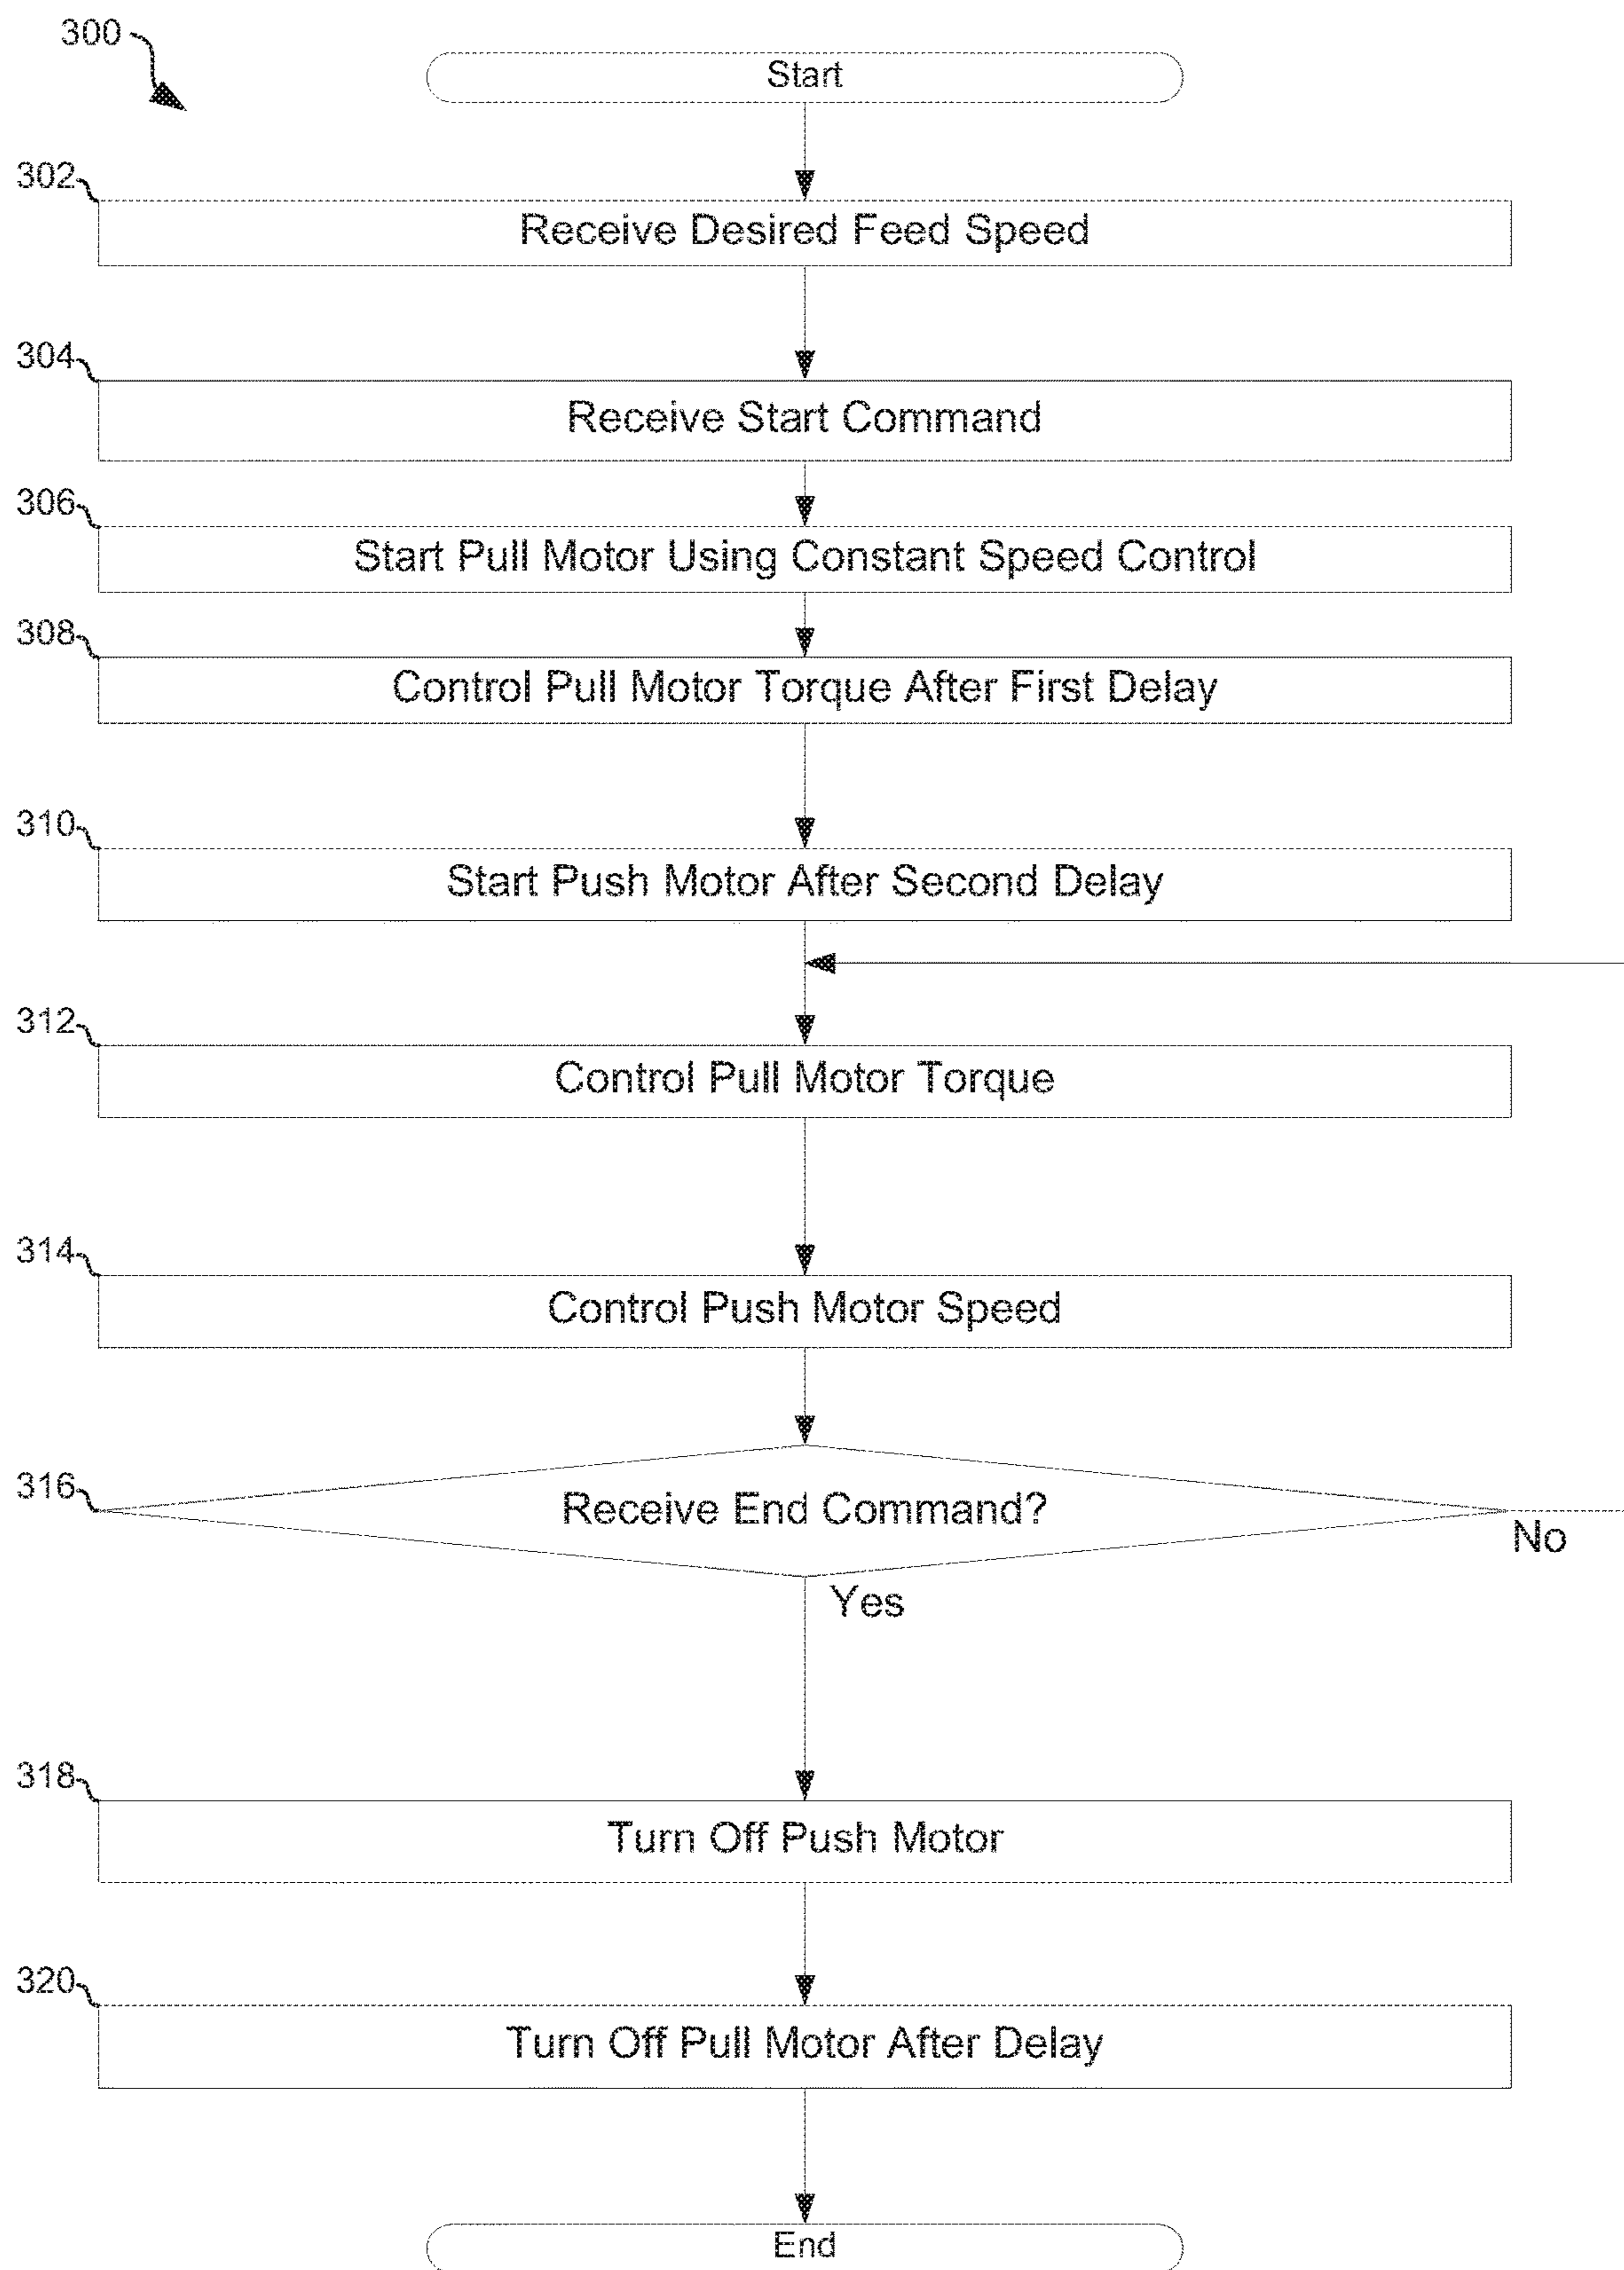 300
Start
302
Receive Desired Feed Speed
304
Receive Start Command
306
Start Pull Motor Using Constant Speed Control
308
Control Pull Motor Torque After First Delay
310
Start Push Motor After Second Delay
312
Control Pull Motor Torque
314
Control Push Motor Speed
316
Receive End Command?
No
Yes
318
Turn Off Push Motor
320
Turn Off Pull Motor After Delay
End